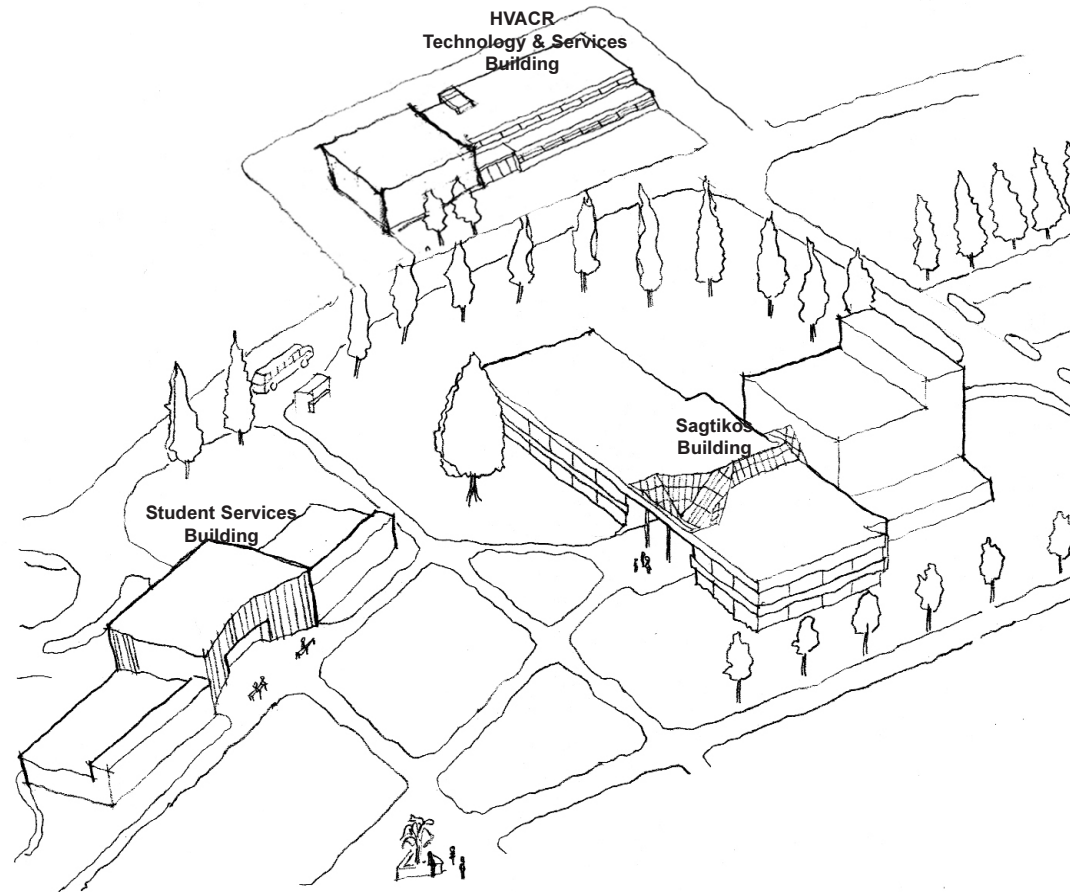 HVACR
Technology & Services
Building
Sagtikos
Building
Student Services
Building